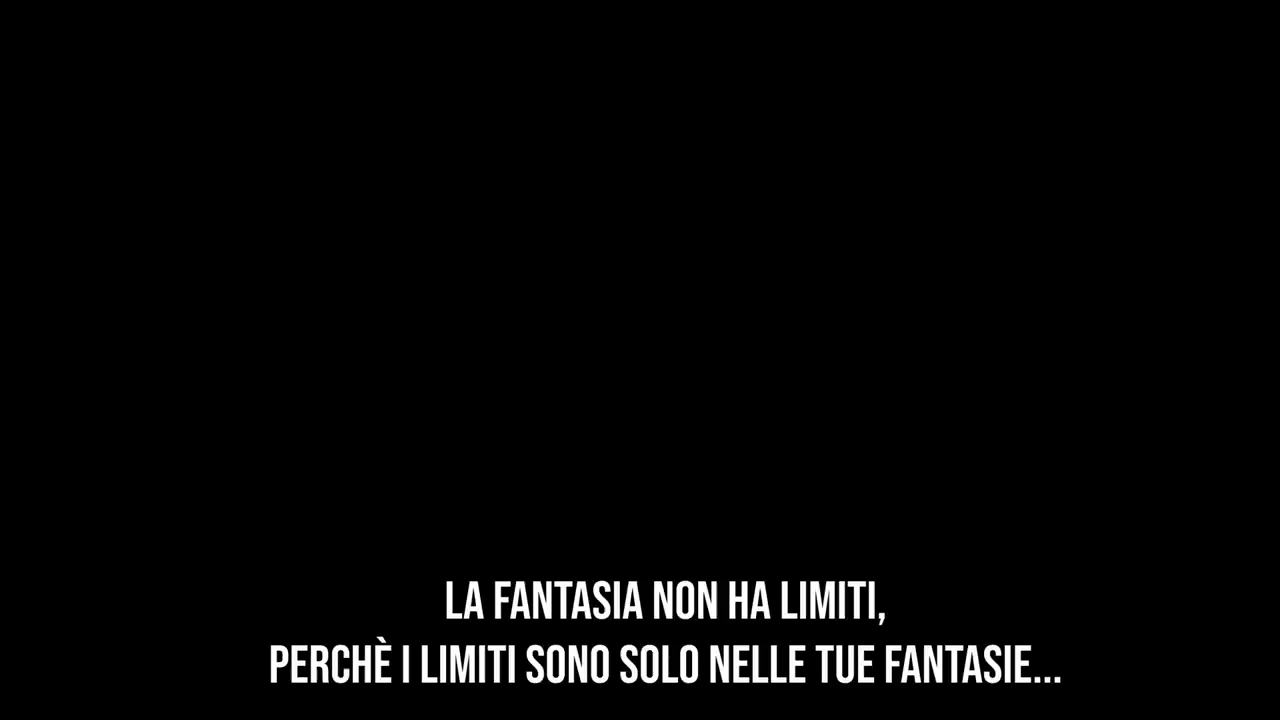 LA FANTASIA NON HA LIMITI,
PERCHÈ I LIMITI SONO SOLO NELLE TUE FANTASIE...